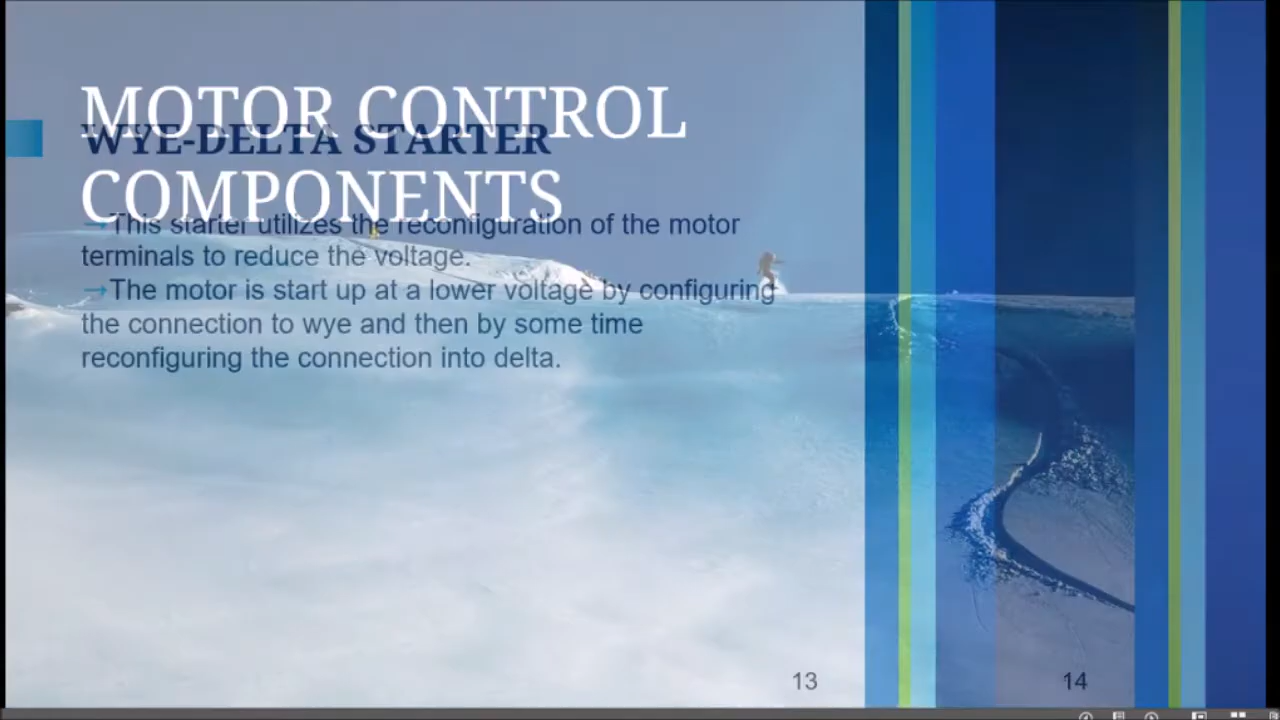 MOTOR CONTROL
WYE-DELTA STARTER
COMPONENTS
→This starter utilizes the reconfiguration of the motor
terminals to reduce the voltage.
→The motor is start up at a lower voltage by configuring
the connection to wye and then by some time
reconfiguring the connection into delta.
13
14